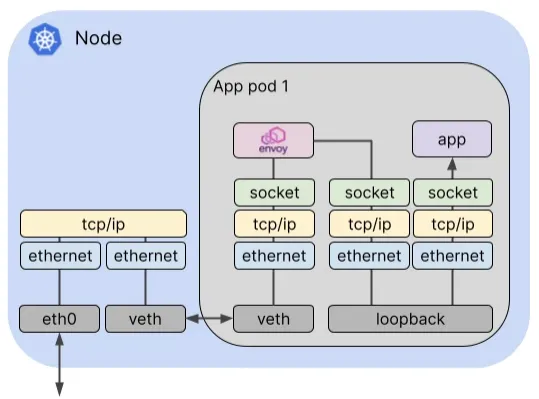 Node
App pod 1
envoy
app
socket
socket
socket
tcp/ip
tcp/ip
tcp/ip
tcp/ip
ethernet
ethernet
ethernet
ethernet
ethernet
eth0
veth
veth
loopback